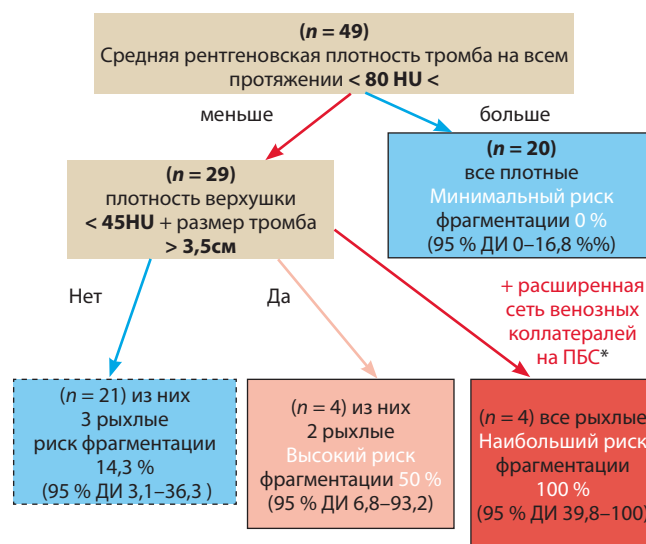 (n = 49)
Средняя рентгеновская плотность тромба на всем
протяжении < 80 HU <
меньше
больше
(n = 29)
плотность верхушки
< 45HU + размер тромба
> 3,5см
(n = 20)
все плотные
Минимальный риск
фрагментации 0 %
(95 % ДИ 0–16,8 %%)
Нет
Да
+ расширенная
сеть венозных
коллатералей
на ПБС*
(n = 21) из них
3 рыхлые
риск фрагментации
14,3 %
(95 % ДИ 3,1–36,3 )
(n = 4) из них
2 рыхлые
Высокий риск
фрагментации 50 %
(95 % ДИ 6,8–93,2)
(n = 4) все рыхлые
Наибольший риск
фрагментации
100 %
(95 % ДИ 39,8–100)